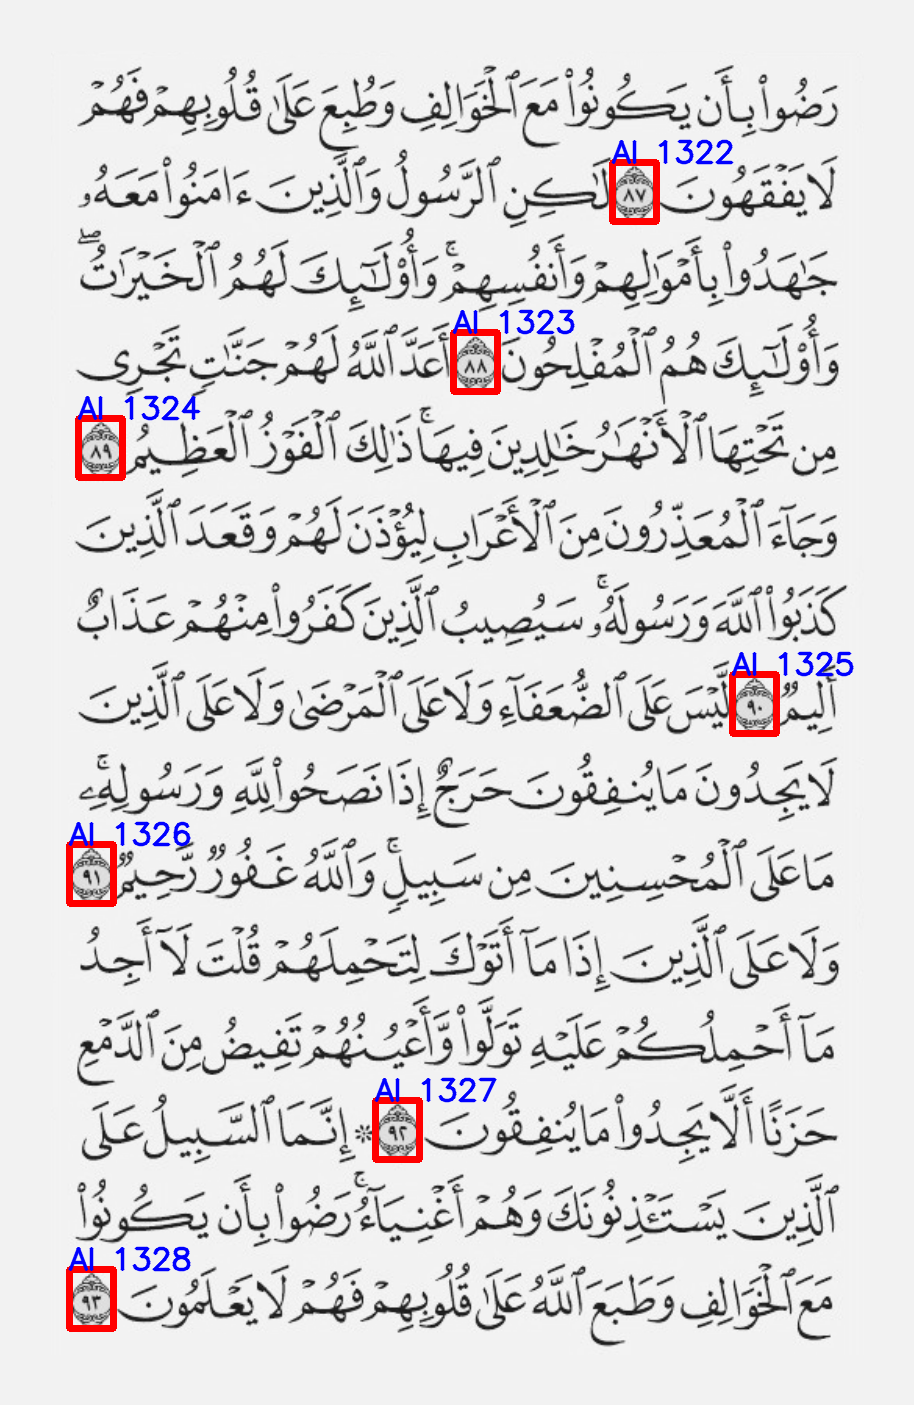 رَضُوا۟ بِأَن يَكُونُوا۟ مَعَ ٱلْخَوَالِفِ وَطُبِعَ عَلَىٰ قُلُوبِهِمْ فَهُمْ
AI 1322
لَا يَفْقَهُونَ ٨٧ لَٰكِنِ ٱلرَّسُولُ وَٱلَّذِينَ ءَامَنُوا۟ مَعَهُۥ
جَٰهَدُوا۟ بِأَمْوَٰلِهِمْ وَأَنفُسِهِمْ ۚ وَأُو۟لَٰٓئِكَ لَهُمُ ٱلْخَيْرَٰتُ ۖ
AI 1323
وَأُو۟لَٰٓئِكَ هُمُ ٱلْمُفْلِحُونَ ٨٨ أَعَدَّ ٱللَّهُ لَهُمْ جَنَّٰتٍ تَجْرِى
AI 1324
مِن تَحْتِهَا ٱلْأَنْهَٰرُ خَٰلِدِينَ فِيهَا ۚ ذَٰلِكَ ٱلْفَوْزُ ٱلْعَظِيمُ ٨٩
وَجَآءَ ٱلْمُعَذِّرُونَ مِنَ ٱلْأَعْرَابِ لِيُؤْذَنَ لَهُمْ وَقَعَدَ ٱلَّذِينَ
كَذَبُوا۟ ٱللَّهَ وَرَسُولَهُۥ ۚ سَيُصِيبُ ٱلَّذِينَ كَفَرُوا۟ مِنْهُمْ عَذَابٌ
AI 1325
أَلِيمٌ ٩٠ لَّيْسَ عَلَى ٱلضُّعَفَآءِ وَلَا عَلَى ٱلْمَرْضَىٰ وَلَا عَلَى ٱلَّذِينَ
لَا يَجِدُونَ مَا يُنفِقُونَ حَرَجٌ إِذَا نَصَحُوا۟ لِلَّهِ وَرَسُولِهِۦ ۚ
AI 1326
مَا عَلَى ٱلْمُحْسِنِينَ مِن سَبِيلٍ ۚ وَٱللَّهُ غَفُورٌ رَّحِيمٌ ٩١
وَلَا عَلَى ٱلَّذِينَ إِذَا مَآ أَتَوْكَ لِتَحْمِلَهُمْ قُلْتَ لَآ أَجِدُ
مَآ أَحْمِلُكُمْ عَلَيْهِ تَوَلَّوا۟ وَّأَعْيُنُهُمْ تَفِيضُ مِنَ ٱلدَّمْعِ
AI 1327
حَزَنًا أَلَّا يَجِدُوا۟ مَا يُنفِقُونَ ٩٢ ۞ إِنَّمَا ٱلسَّبِيلُ عَلَى
ٱلَّذِينَ يَسْتَـْٔذِنُونَكَ وَهُمْ أَغْنِيَآءُ ۚ رَضُوا۟ بِأَن يَكُونُوا۟
AI 1328
مَعَ ٱلْخَوَالِفِ وَطَبَعَ ٱللَّهُ عَلَىٰ قُلُوبِهِمْ فَهُمْ لَا يَعْلَمُونَ ٩٣